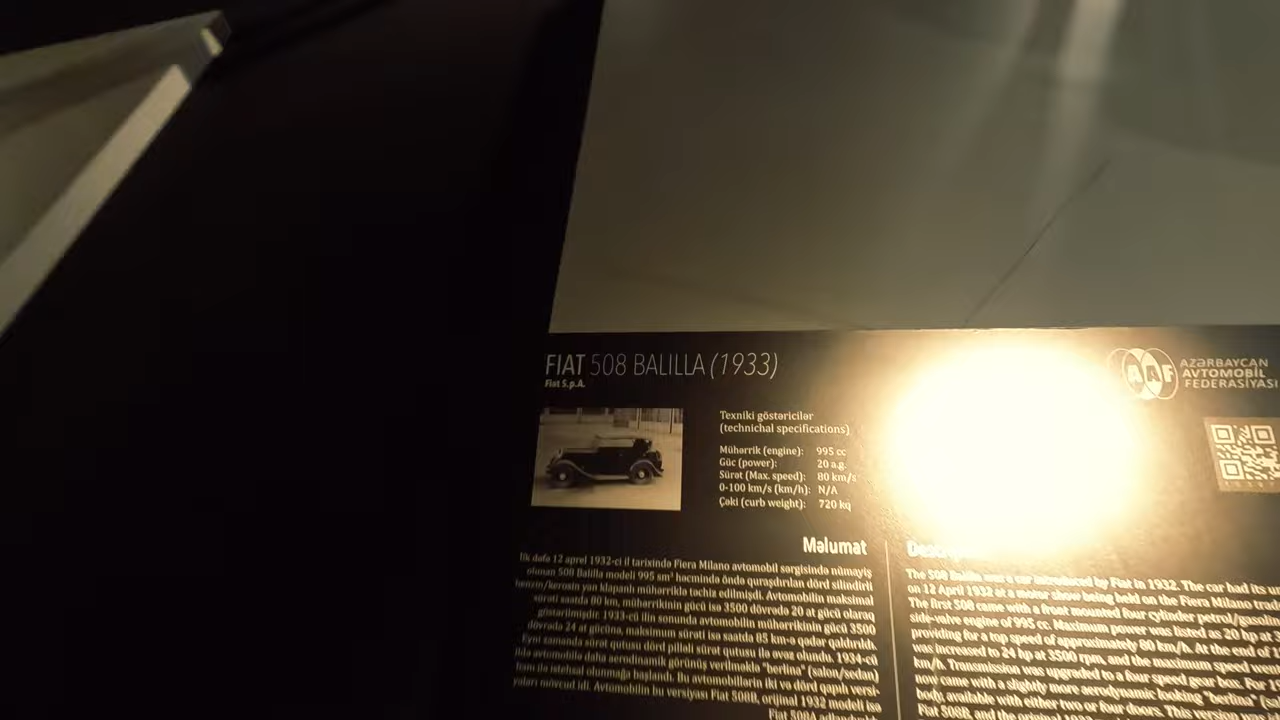 FIAT 508 BALILLA (1933)
Fiat S.p.A.
AAF
AZƏRBAYCAN
AVTOMOBİL
FEDERASİYASI
Texniki göstəricilər
(technichal specifications)
Mühərrik (engine): 995 cc
Güc (power): 20 a.g.
Sürət (Max. speed): 80 km/s
0-100 km/s (km/h): N/A
Çəki (curb weight): 720 kq
Məlumat
İlk dəfə 12 aprel 1932-ci il tarixində Fiera Milano avtomobil sərgisində nümayiş
olunan 508 Balilla modeli 995 sm³ həcmində öndə quraşdırılan dörd silindrli
benzin/kerosin yan klapanlı mühərriklə təchiz edilmişdi. Avtomobilin maksimal
sürəti saatda 80 km, mühərrikinin gücü isə 3500 dövrədə 20 at gücü olaraq
göstərilmişdir. 1933-cü ilin sonunda avtomobilin mühərrikinin gücü 3500
dövrədə 24 at gücünə, maksimum sürəti isə saatda 85 km-ə qədər qaldırıldı.
Eyni zamanda sürət qutusu dörd pilləli sürət qutusu ilə əvəz olundu. 1934-cü
ildə avtomobilə daha aerodinamik görünüş verilməklə "berlina" (salon/sedan)
həm istehsal olunmağa başlandı. Bu avtomobillərin iki və dörd qapılı versi-
yaları mövcud idi. Avtomobilin bu versiyası Fiat 508B, orijinal 1932 modeli isə
Fiat 508A
The 508 Balilla was a car introduced by Fiat in 1932. The car had its
on 12 April 1932 at a motor show being held on the Fiera Milano
The first 508 came with a front mounted four cylinder petrol/
side-valve engine of 995 cc. Maximum power was listed as 20 hp at
providing for a top speed of approximately 80 km/h. At the end of
was increased to 24 hp at 3500 rpm, and the maximum speed
km/h. Transmission was upgraded to a four speed gear box. For
now came with a slightly more aerodynamic looking "berlina"
body, available with either two or four doors. This version
Fiat 508B, and the original